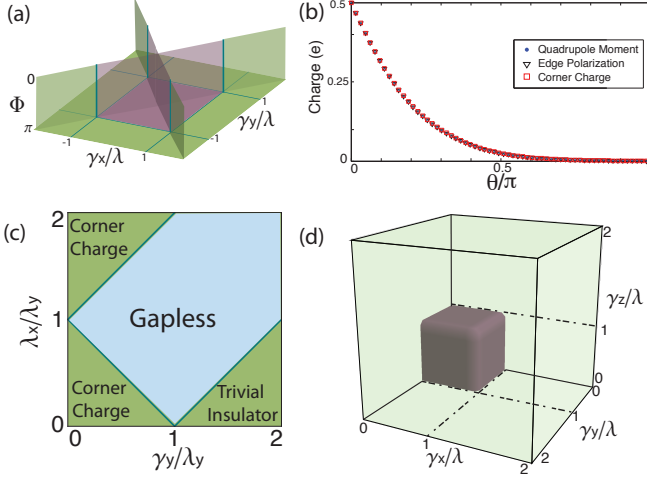 (a)
0
Φ
π
-1
1
γx/λ
-1
1
γy/λ
(b)
Charge (e)
0.5
0.25
0
0
0.5
θ/π
Quadrupole Moment
Edge Polarization
Corner Charge
(c)
λx/λy
2
1
0
0
1
2
γy/λy
Corner
Charge
Gapless
Corner
Charge
Trivial
Insulator
(d)
2
γz/λ
1
0
0
1
γx/λ
2
0
1
γy/λ
2